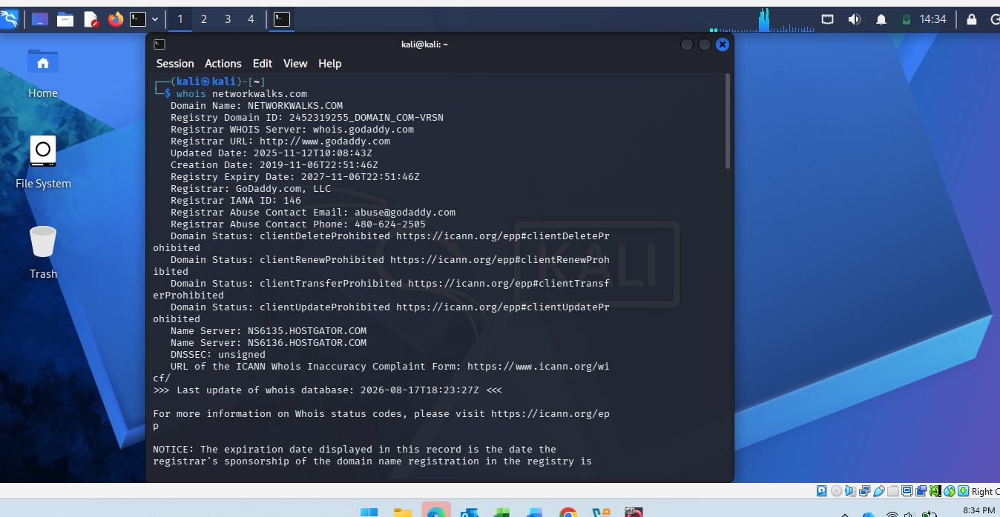 1 2 3 4 14:34
kali@kali: ~
Session Actions Edit View Help
Home
File System
Trash
┌──(kali㉿kali)-[~]
└─$ whois networkwalks.com
Domain Name: NETWORKWALKS.COM
Registry Domain ID: 2452319255_DOMAIN_COM-VRSN
Registrar WHOIS Server: whois.godaddy.com
Registrar URL: http://www.godaddy.com
Updated Date: 2025-11-12T10:08:43Z
Creation Date: 2019-11-06T22:51:46Z
Registry Expiry Date: 2027-11-06T22:51:46Z
Registrar: GoDaddy.com, LLC
Registrar IANA ID: 146
Registrar Abuse Contact Email: abuse@godaddy.com
Registrar Abuse Contact Phone: 480-624-2505
Domain Status: clientDeleteProhibited https://icann.org/epp#clientDeletePr
ohibited
Domain Status: clientRenewProhibited https://icann.org/epp#clientRenewProh
ibited
Domain Status: clientTransferProhibited https://icann.org/epp#clientTransf
erProhibited
Domain Status: clientUpdateProhibited https://icann.org/epp#clientUpdatePr
ohibited
Name Server: NS6135.HOSTGATOR.COM
Name Server: NS6136.HOSTGATOR.COM
DNSSEC: unsigned
URL of the ICANN Whois Inaccuracy Complaint Form: https://www.icann.org/wi
cf/
>>> Last update of whois database: 2026-08-17T18:23:27Z <<<
For more information on Whois status codes, please visit https://icann.org/ep
p
NOTICE: The expiration date displayed in this record is the date the
registrar's sponsorship of the domain name registration in the registry is
KALI
Right C
8:34 PM